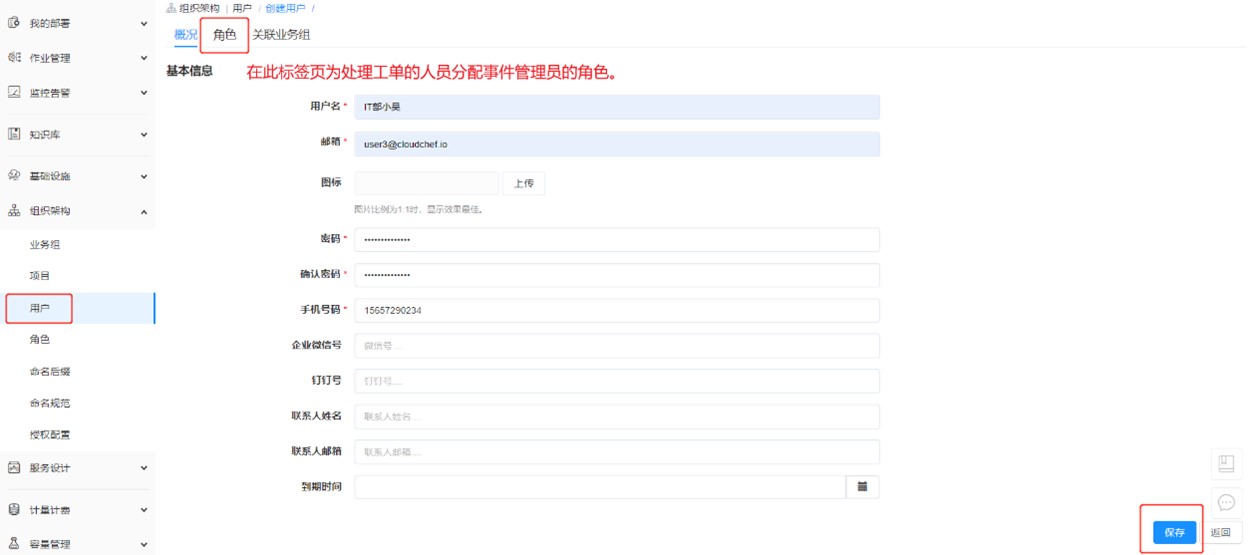 组织架构 | 用户 / 创建用户 /
概况 角色 关联业务组
基本信息 在此标签页为处理工单的人员分配事件管理员的角色。
我的部署
作业管理
监控告警
知识库
基础设施
组织架构
业务组
项目
用户
角色
命名后缀
命名规范
授权配置
服务设计
计量计费
容量管理
用户名 * IT部小吴
邮箱 * user3@cloudchef.io
图标 上传
图片比例为1:1时，显示效果最佳。
密码 * ••••••••••••••
确认密码 * ••••••••••••••
手机号码 * 15657290234
企业微信号 微信号...
钉钉号 钉钉号....
联系人姓名 联系人姓名...
联系人邮箱 联系人邮箱....
到期时间
保存 返回